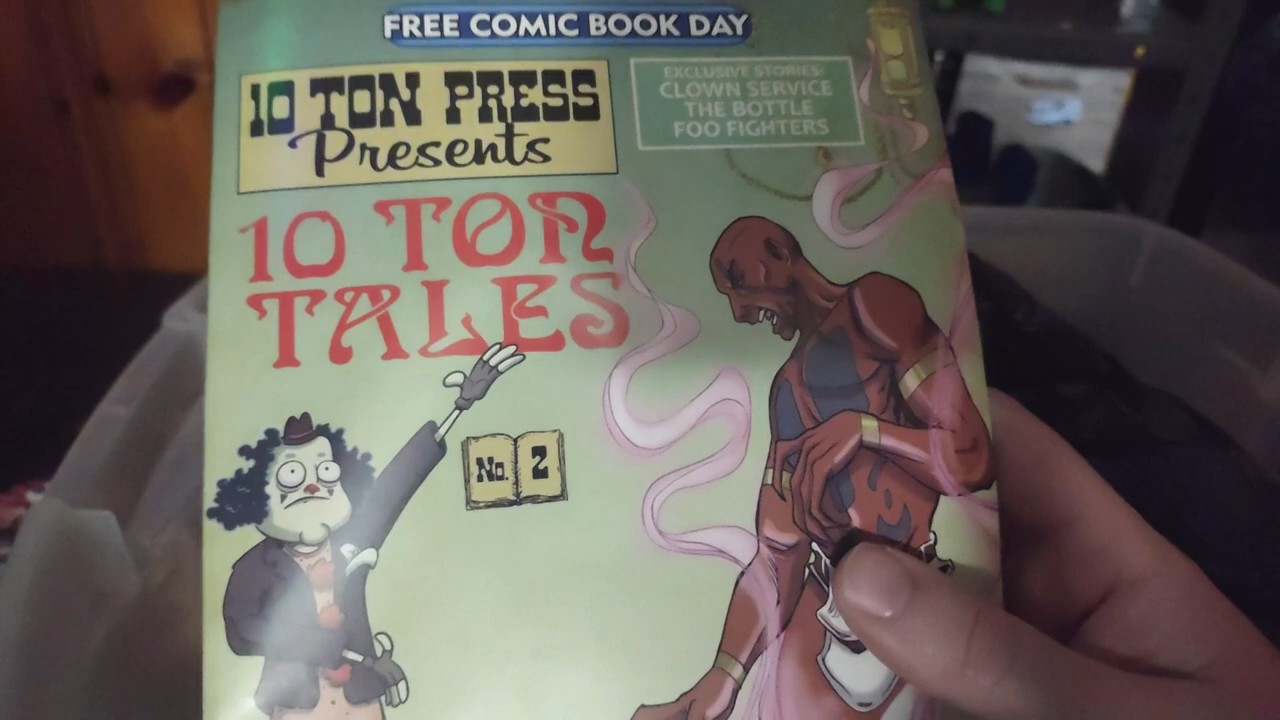 FREE COMIC BOOK DAY
10 TON PRESS
Presents
EXCLUSIVE STORIES:
CLOWN SERVICE
THE BOTTLE
FOO FIGHTERS
10 TON
TALES
No. 2